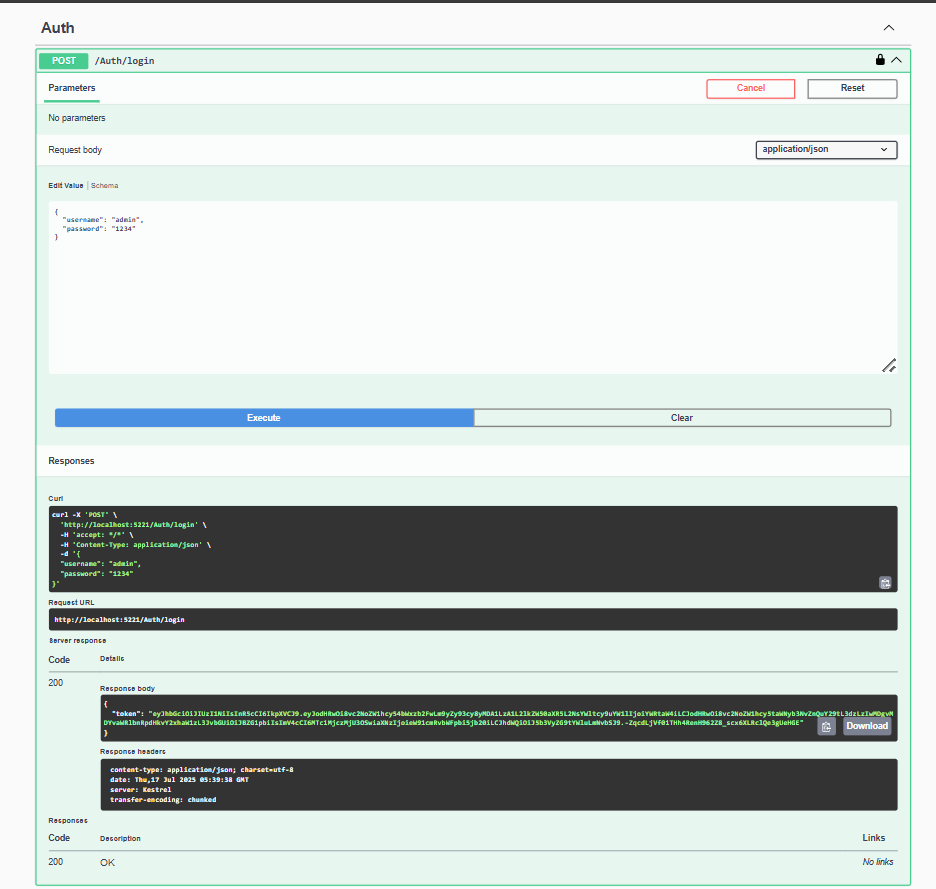 Auth
POST /Auth/login
Parameters
Cancel
Reset
No parameters
Request body
application/json
Edit Value | Schema
{
  "username": "admin",
  "password": "1234"
}
Execute
Clear
Responses
Curl
curl -X 'POST' \
  'http://localhost:5221/Auth/login' \
  -H 'accept: */*' \
  -H 'Content-Type: application/json' \
  -d '{
  "username": "admin",
  "password": "1234"
}'
Request URL
http://localhost:5221/Auth/login
Server response
Code
Details
200
Response body
{
  "token":
}
Download
Response headers
content-type: application/json; charset=utf-8
date: Thu,17 Jul 2025 05:39:38 GMT
server: Kestrel
transfer-encoding: chunked
Responses
Code
Description
Links
200
OK
No links